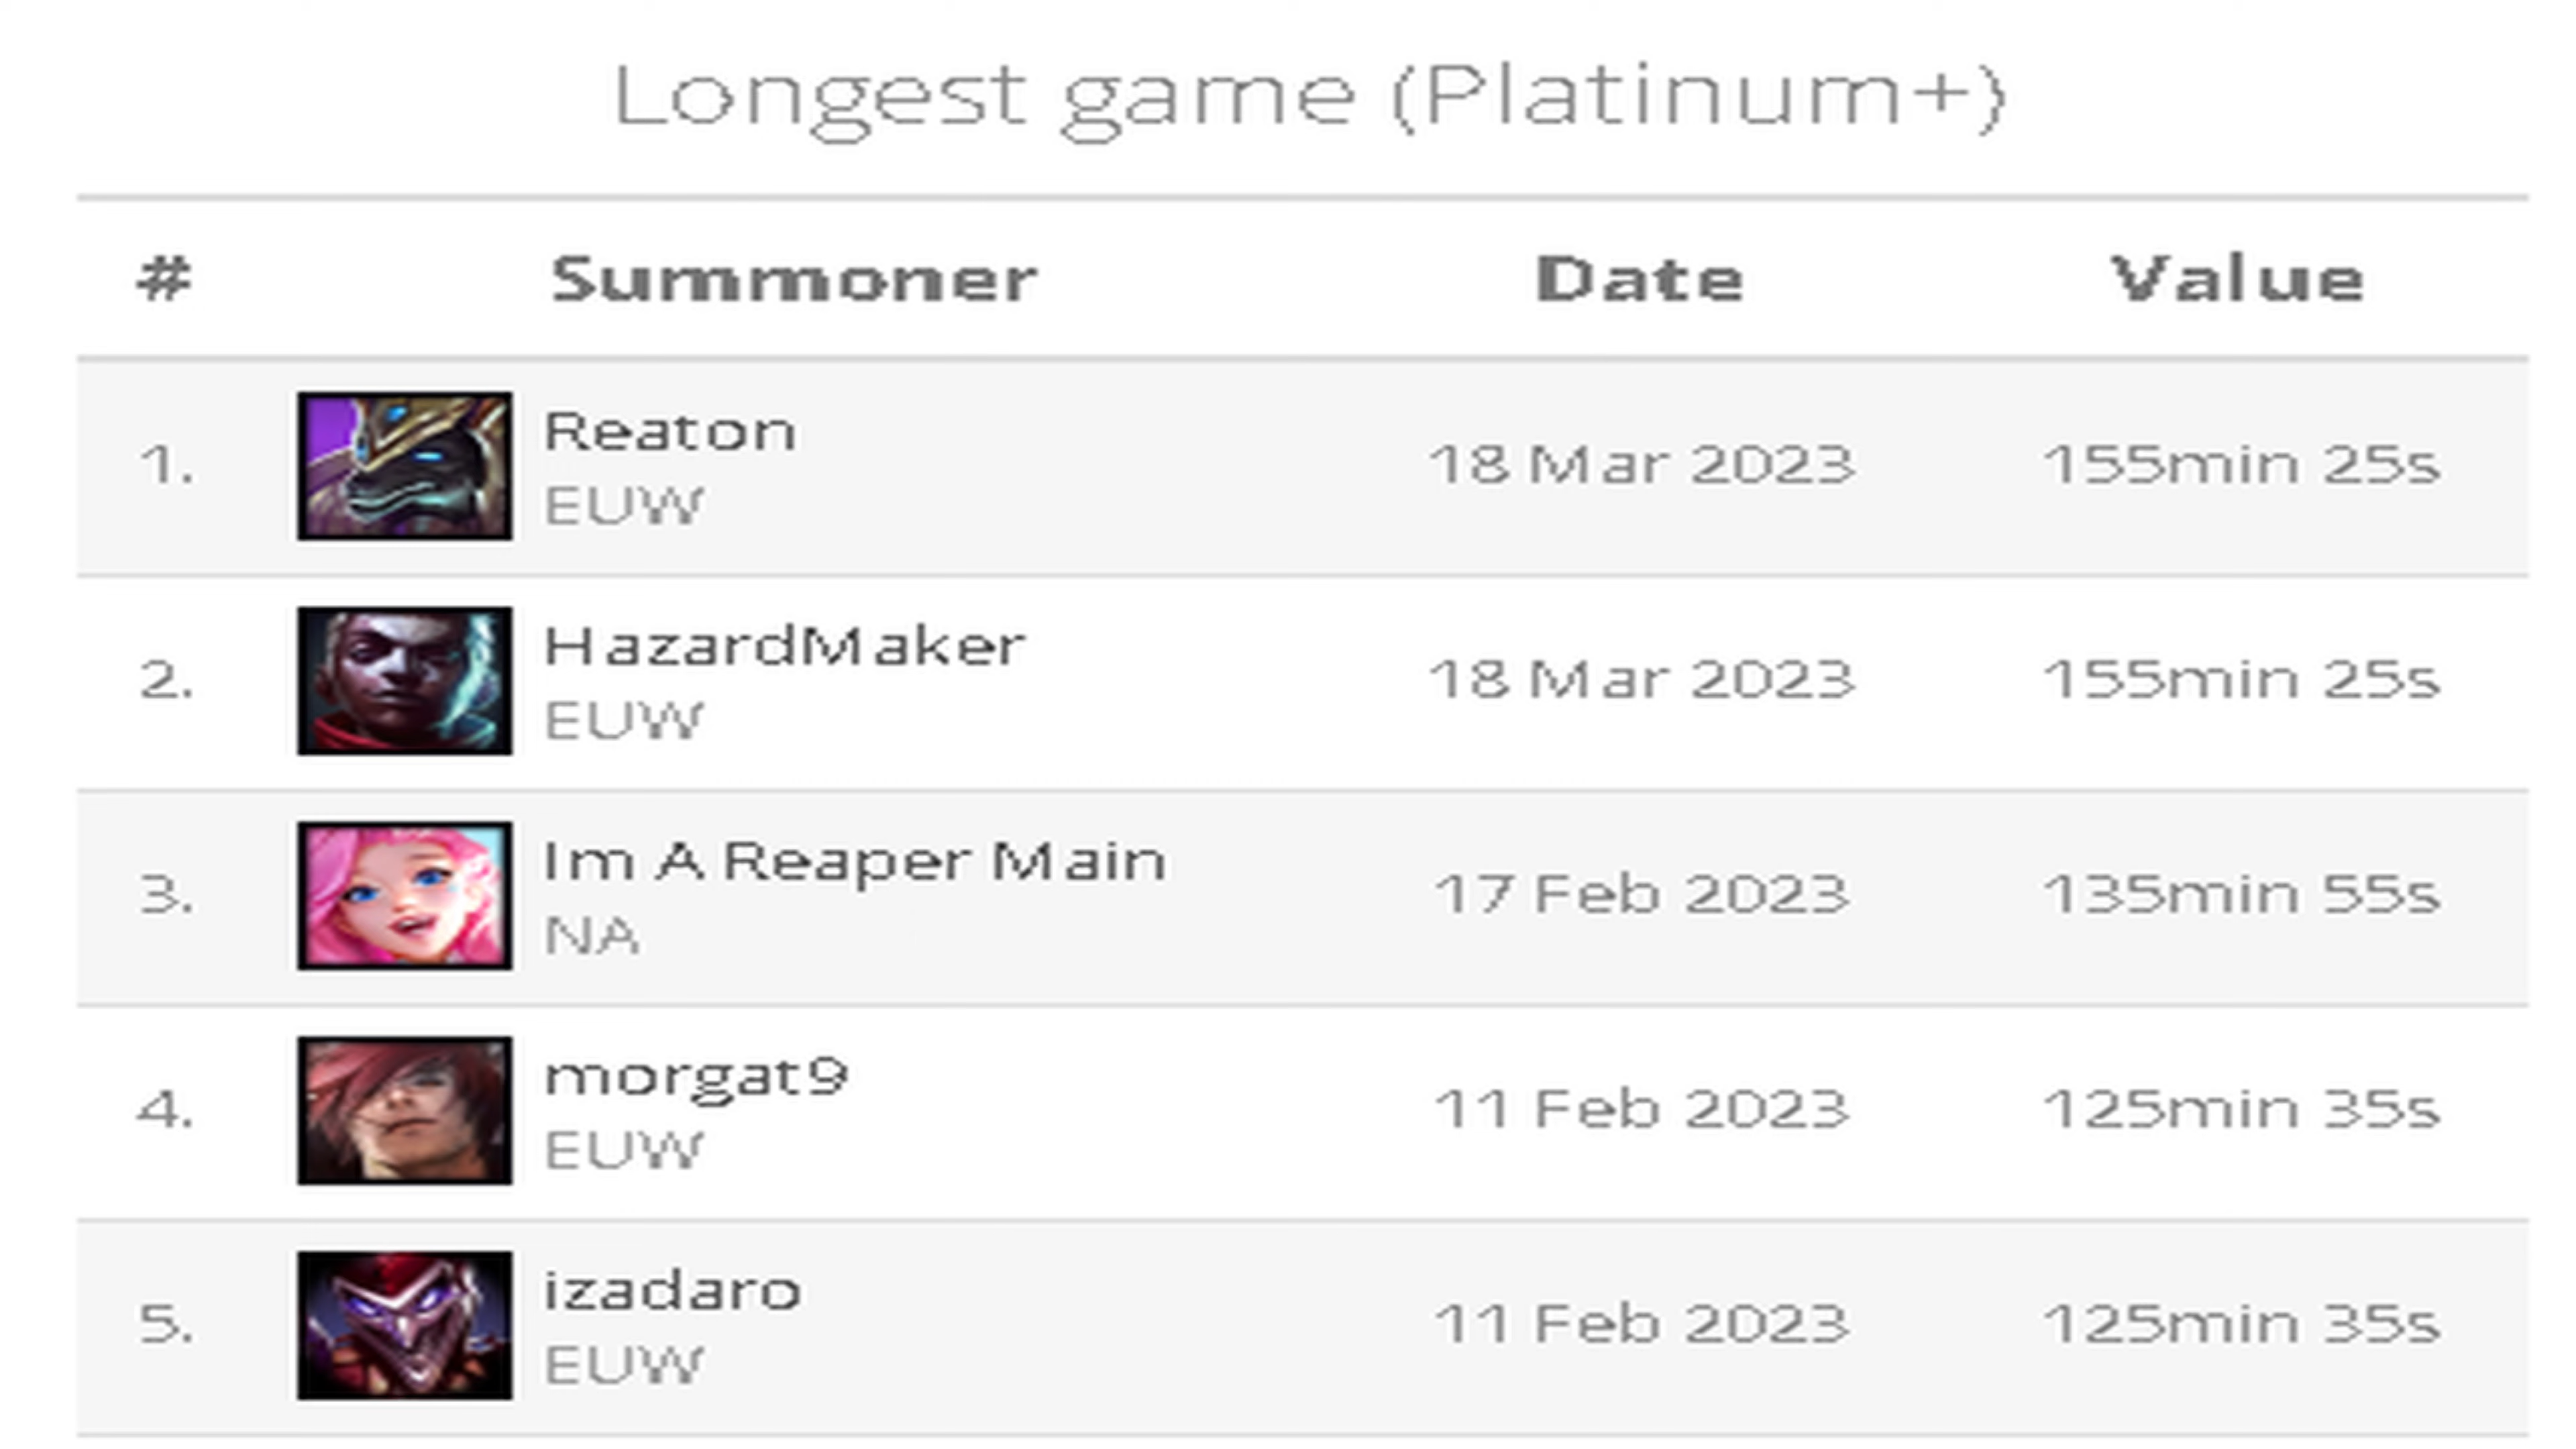 Longest game (Platinum+)
# Summoner Date Value
1. Reaton EUW 18 Mar 2023 155min 25s
2. HazardMaker EUW 18 Mar 2023 155min 25s
3. Im A Reaper Main NA 17 Feb 2023 135min 55s
4. morgat9 EUW 11 Feb 2023 125min 35s
5. izadaro EUW 11 Feb 2023 125min 35s